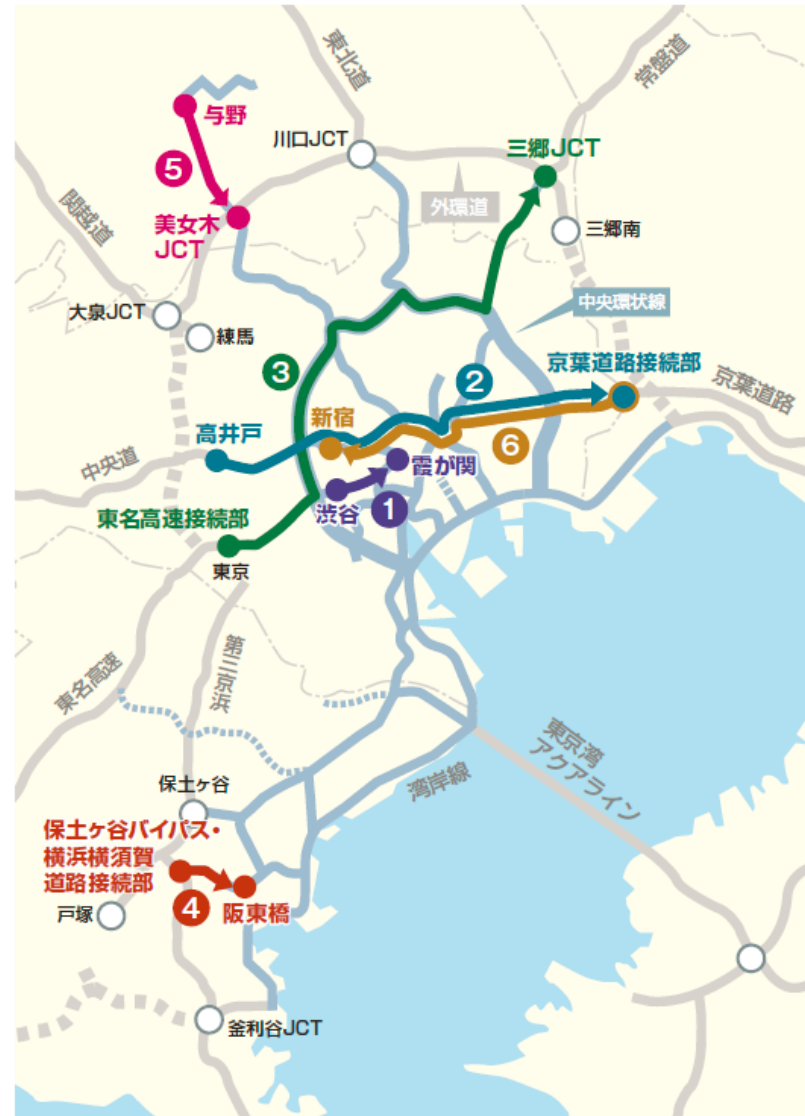 東北道
常盤道
与野
川口JCT
三郷JCT
5
外環道
関越道
美女木
JCT
三郷南
大泉JCT
中央環状線
練馬
3
京葉道路接続部
2
京葉道路
新宿
高井戸
6
中央道
霞が関
渋谷
1
東名高速接続部
東京
東名高速
第三京浜
東京湾
アクアライン
湾岸線
保土ヶ谷
保土ヶ谷バイパス・
横浜横須賀
道路接続部
4
戸塚
阪東橋
釜利谷JCT